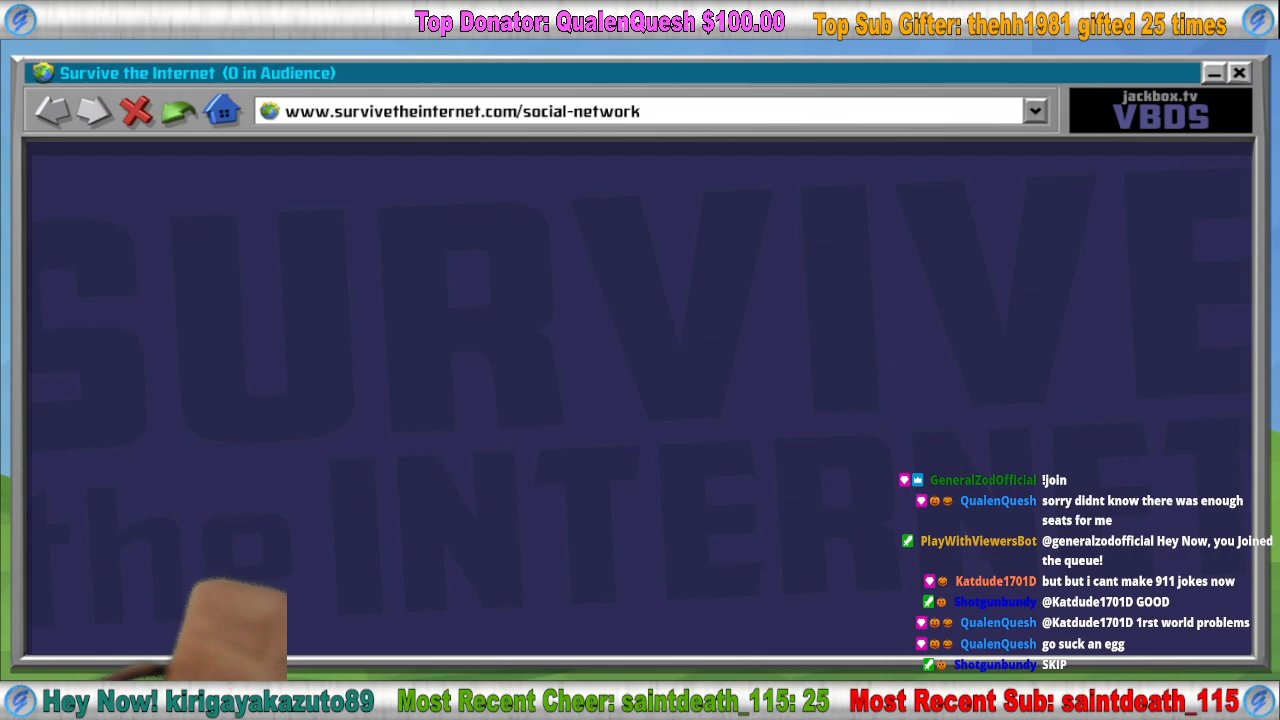 Top Donator: QualenQuesh $100.00
Top Sub Gifter: thehh1981 gifted 25 times
Survive the Internet (0 in Audience)
www.survivetheinternet.com/social-network
jackbox.tv
VBDS
SURVIVE
the INTERNET
GeneralZodOfficial !join
QualenQuesh sorry didnt know there was enough
seats for me
PlayWithViewersBot @generalzodofficial Hey Now, you Joined
the queue!
Katdude1701D but but i cant make 911 jokes now
Shotgunbundy @Katdude1701D GOOD
QualenQuesh @Katdude1701D 1rst world problems
QualenQuesh go suck an egg
Shotgunbundy SKIP
Hey Now! kirigayakazuto89
Most Recent Cheer: saintdeath_115: 25
Most Recent Sub: saintdeath_115